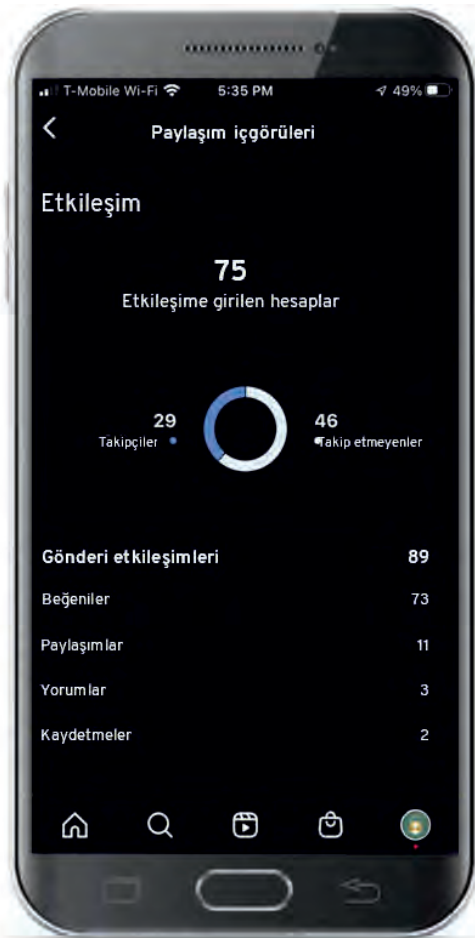 T-Mobile Wi-Fi 5:35 PM 49%
Paylaşım içgörüleri
Etkileşim
75
Etkileşime girilen hesaplar
29 46
Takipçiler Takip etmeyenler
Gönderi etkileşimleri 89
Beğeniler 73
Paylaşımlar 11
Yorumlar 3
Kaydetmeler 2